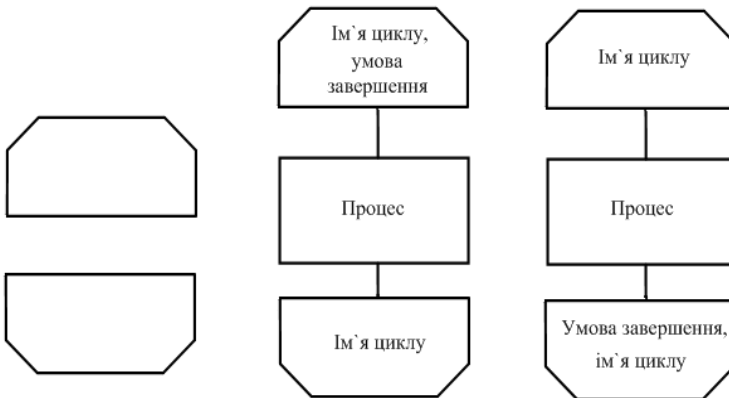 Ім`я циклу,
умова
завершення
Процес
Ім`я циклу
Ім`я циклу
Процес
Умова завершення,
ім`я циклу